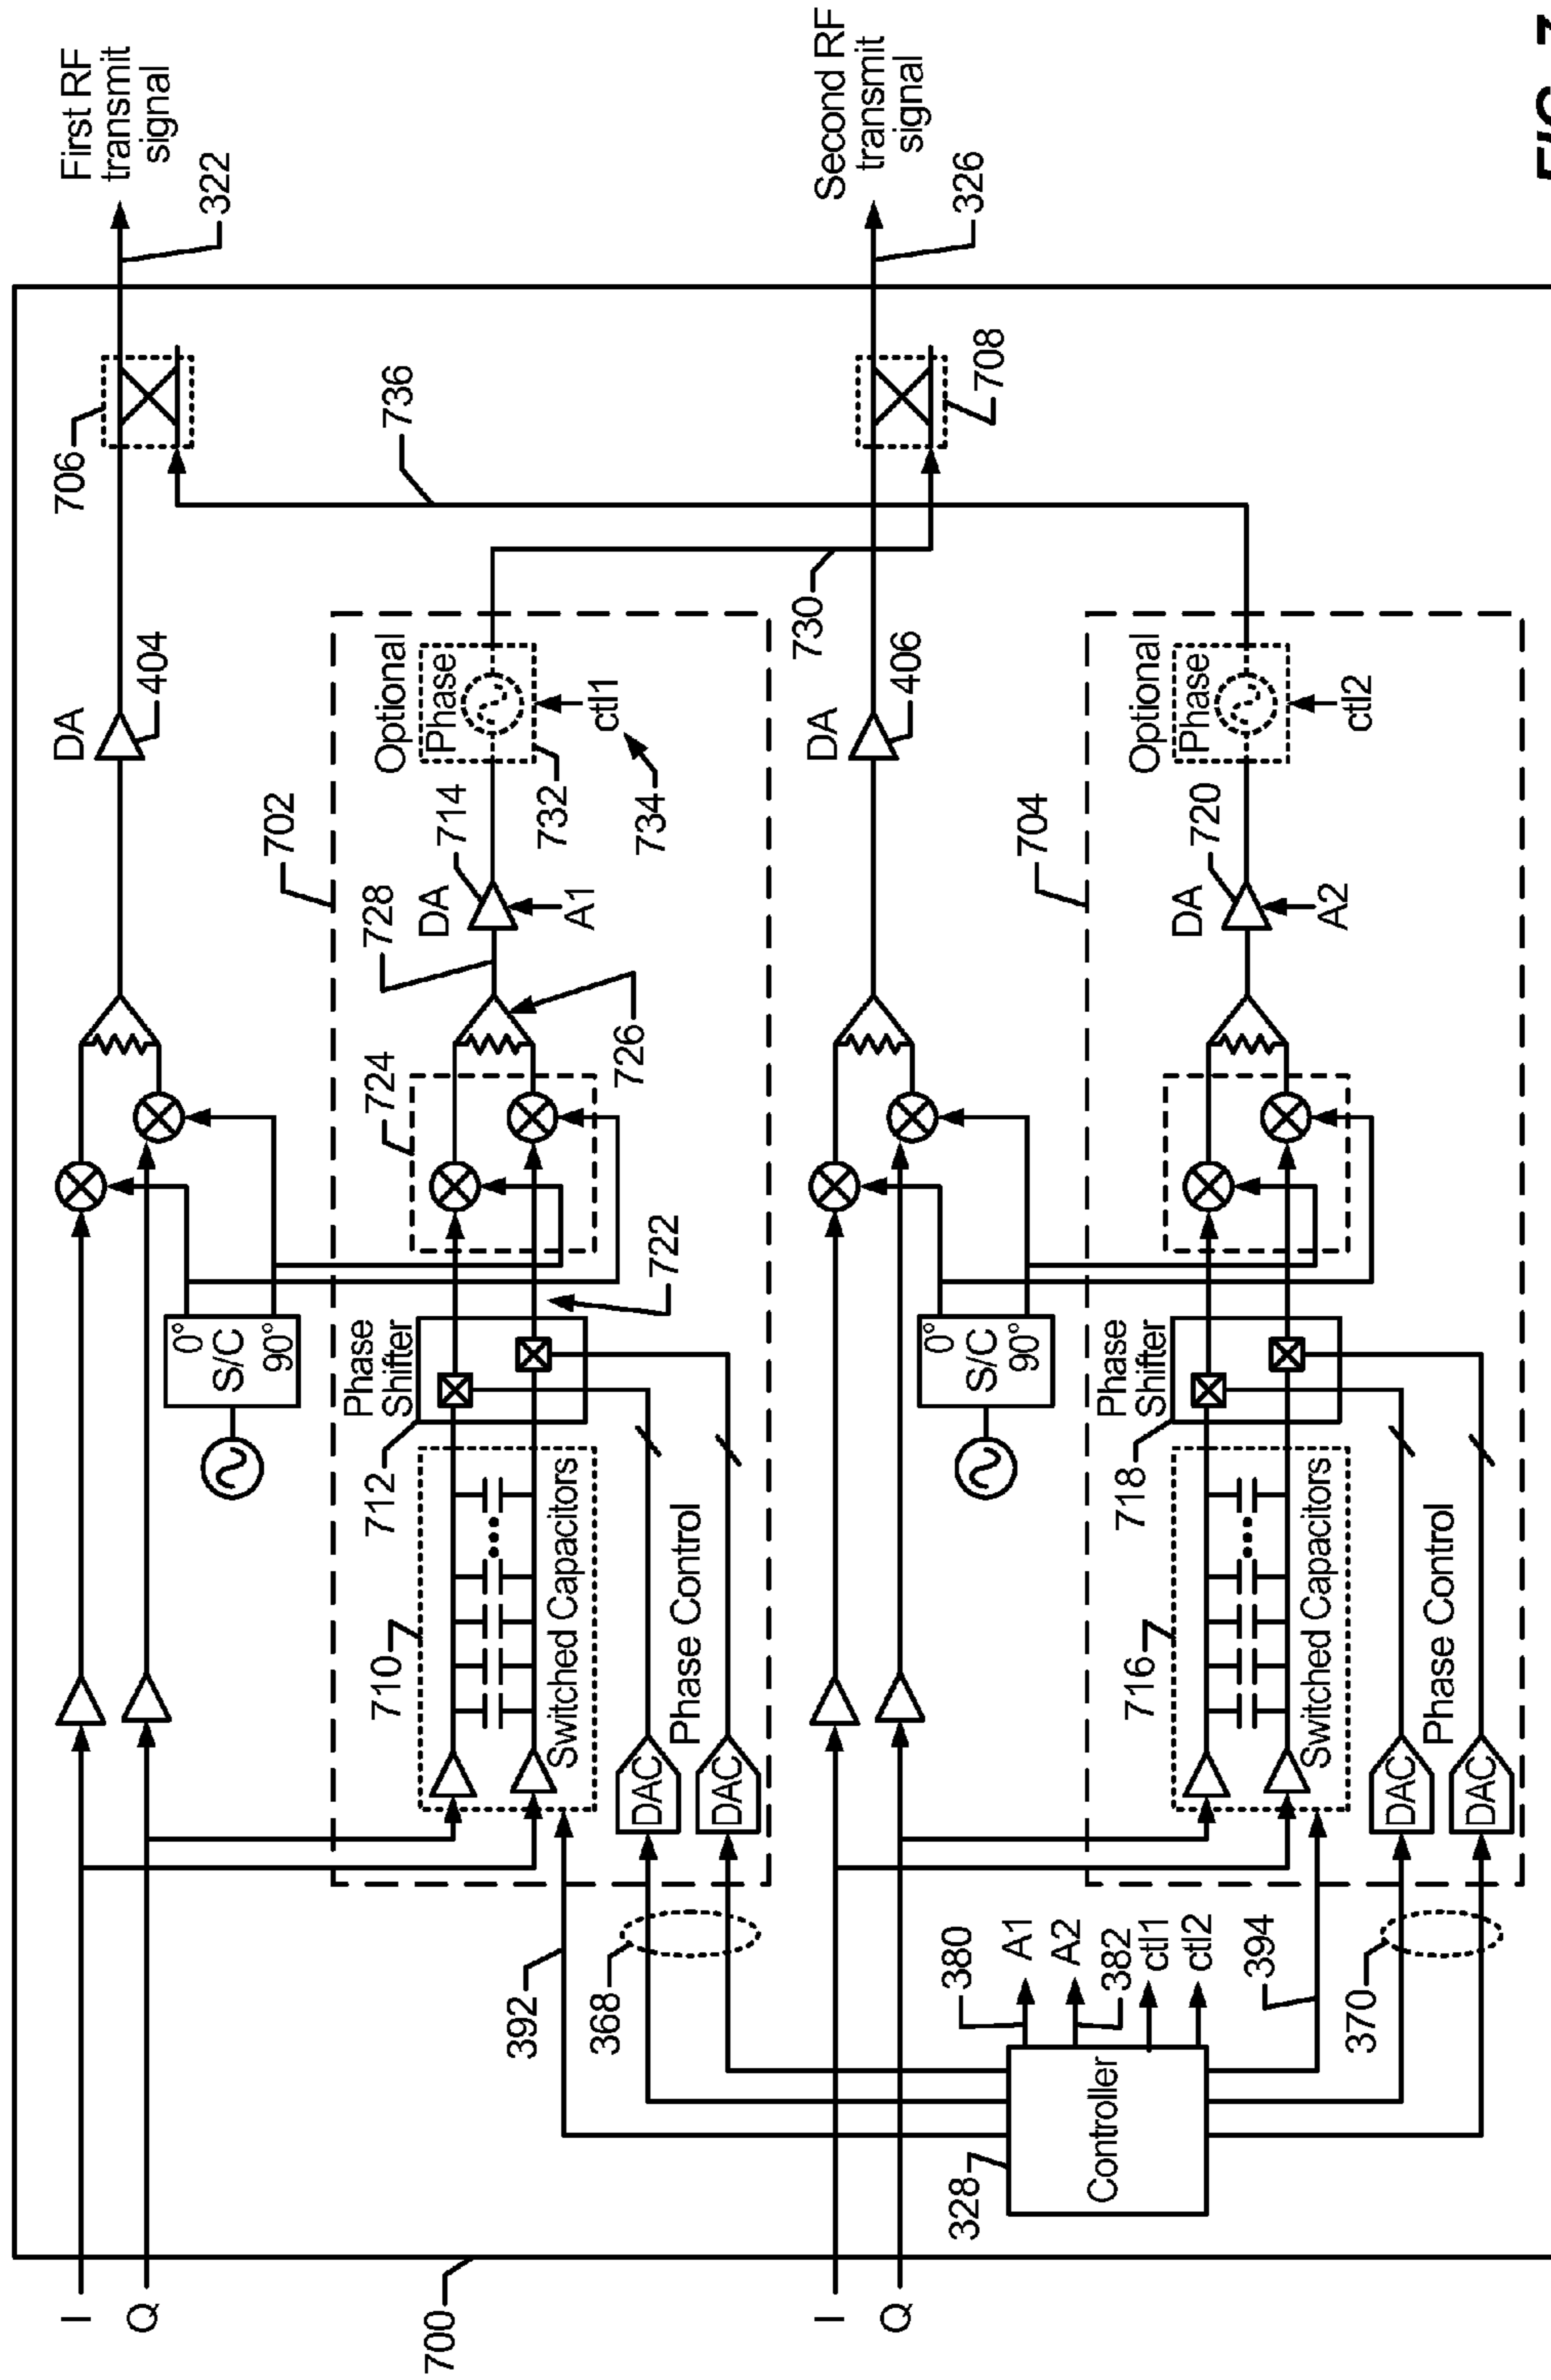 First RF
transmit
signal
322
706
736
DA
404
702
Optional
Phase
ctl1
732
734
714
DA
A1
728
724
726
722
0°
S/C
90°
Phase
Shifter
712
710
Switched Capacitors
DAC
DAC
Phase Control
392
368
I
Q
700
Second RF
transmit
signal
326
708
730
DA
406
704
Optional
Phase
ctl2
720
DA
A2
0°
S/C
90°
Phase
Shifter
718
716
Switched Capacitors
DAC
DAC
Phase Control
380
A1
A2
382
ctl1
ctl2
394
370
328
Controller
I
Q